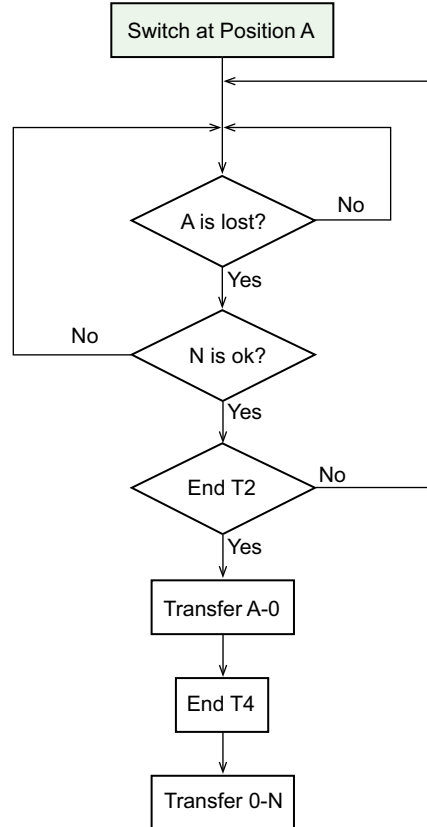 Switch at Position A
A is lost?
No
Yes
No
N is ok?
Yes
End T2
No
Yes
Transfer A-0
End T4
Transfer 0-N